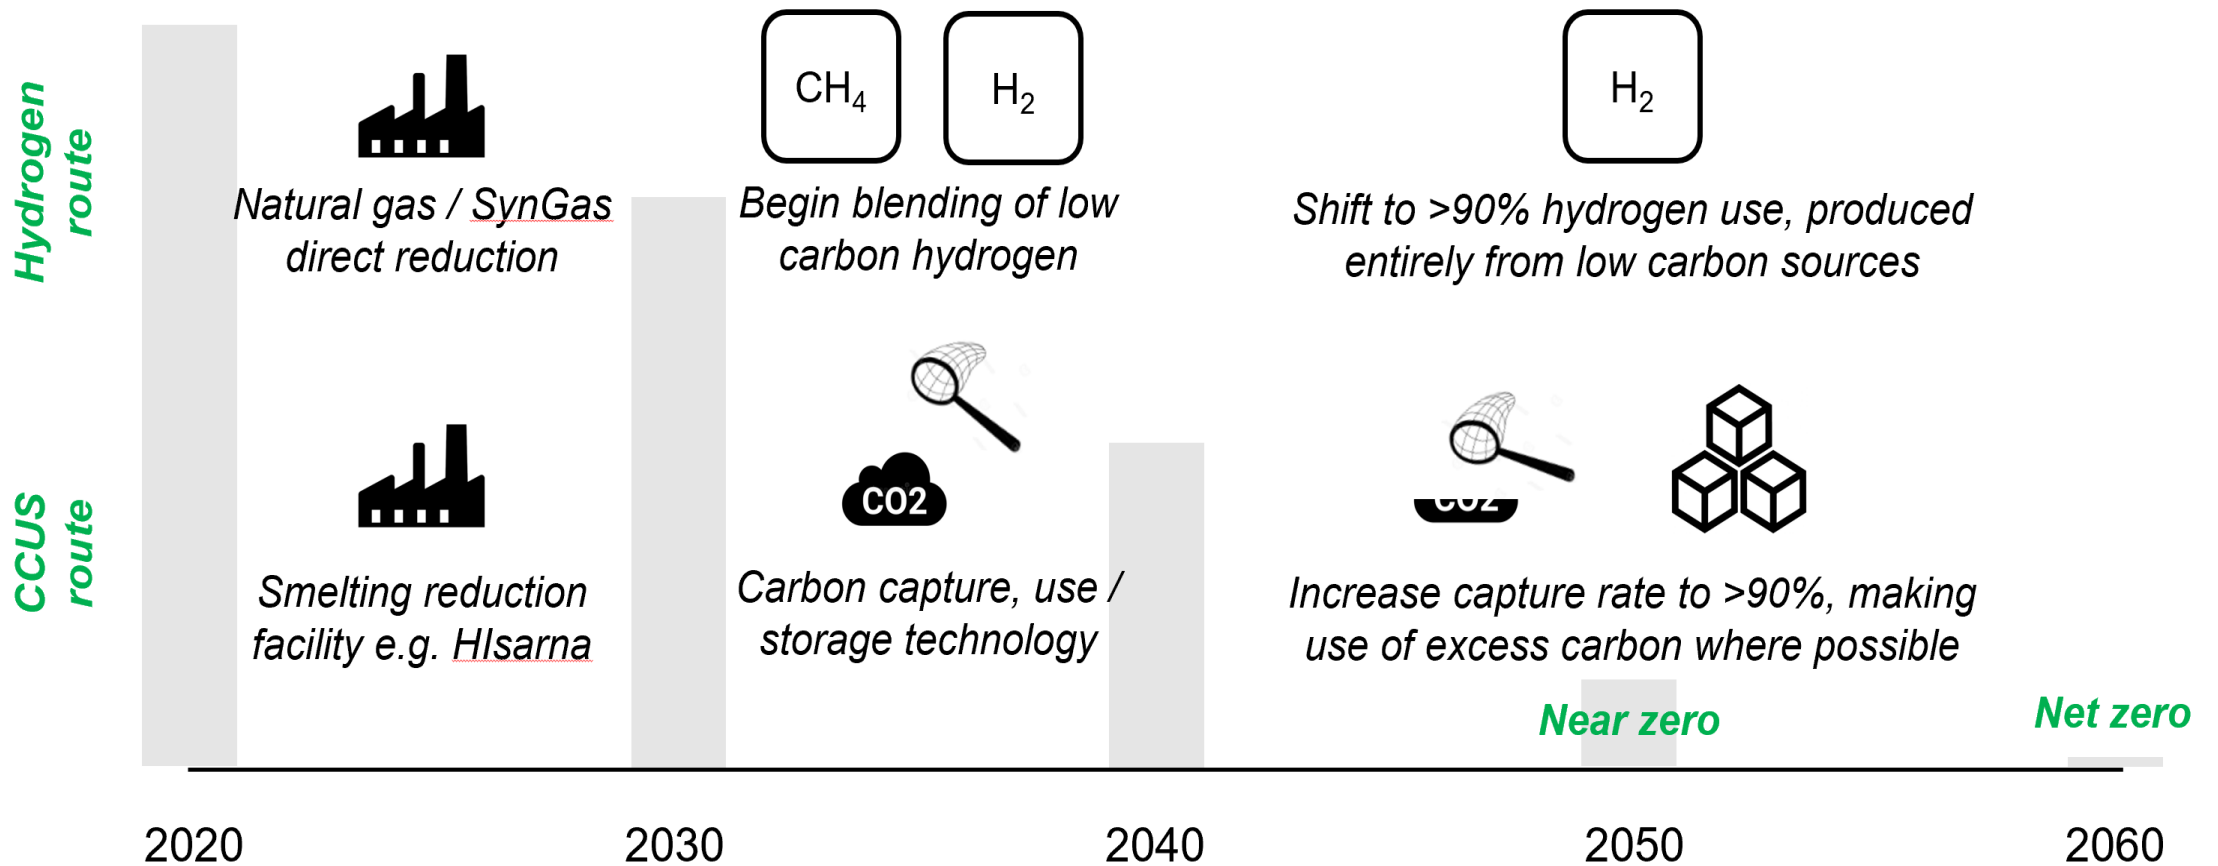 Hydrogen
route
CH₄
H₂
H₂
Natural gas / SynGas
direct reduction
Begin blending of low
carbon hydrogen
Shift to >90% hydrogen use, produced
entirely from low carbon sources
CCUS
route
CO2
CO2
Smelting reduction
facility e.g. HIsarna
Carbon capture, use /
storage technology
Increase capture rate to >90%, making
use of excess carbon where possible
Near zero
Net zero
2020
2030
2040
2050
2060